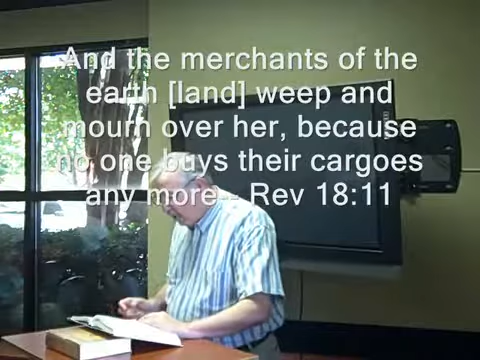 And the merchants of the
earth [land] weep and
mourn over her, because
no one buys their cargoes
any more - Rev 18:11